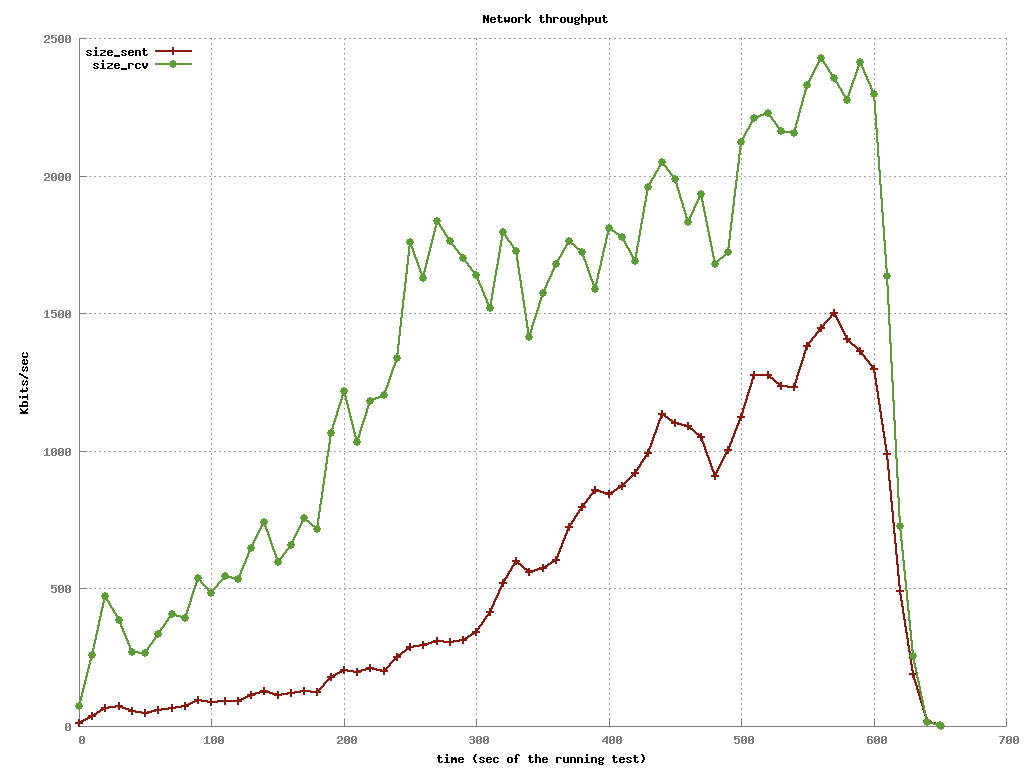 Network throughput
2500
size_sent
size_rcv
2000
1500
Kbits/sec
1000
500
0
0 100 200 300 400 500 600 700
time (sec of the running test)